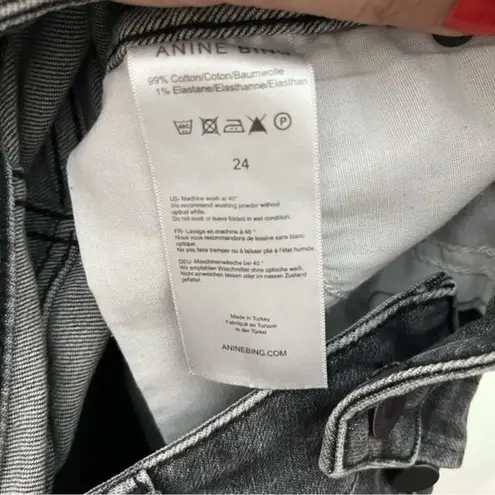 ANINE BING
99% Cotton/Coton/Baumwolle
1% Elastane/Elasthanne/Elasthan
P
24
US- Machine wash at 40°
We recommend washing powder without
optical white.
Do not soak or leave folded in wet condition.
FR- Lavage en machine à 40 °
Nous vous recommandons de lessive sans blanc
optique.
Ne pas faire tremper ou à laisser plié à l'état humide
DEU- Maschinenwäsche bei 40 °
Wir empfehlen Waschmittel ohne optische weiß.
Nicht einweichen lassen oder im nassen Zustand
gefaltet
Made in Turkey
Fabriqué en Turquie
in der Türkei
ANINEBING.COM